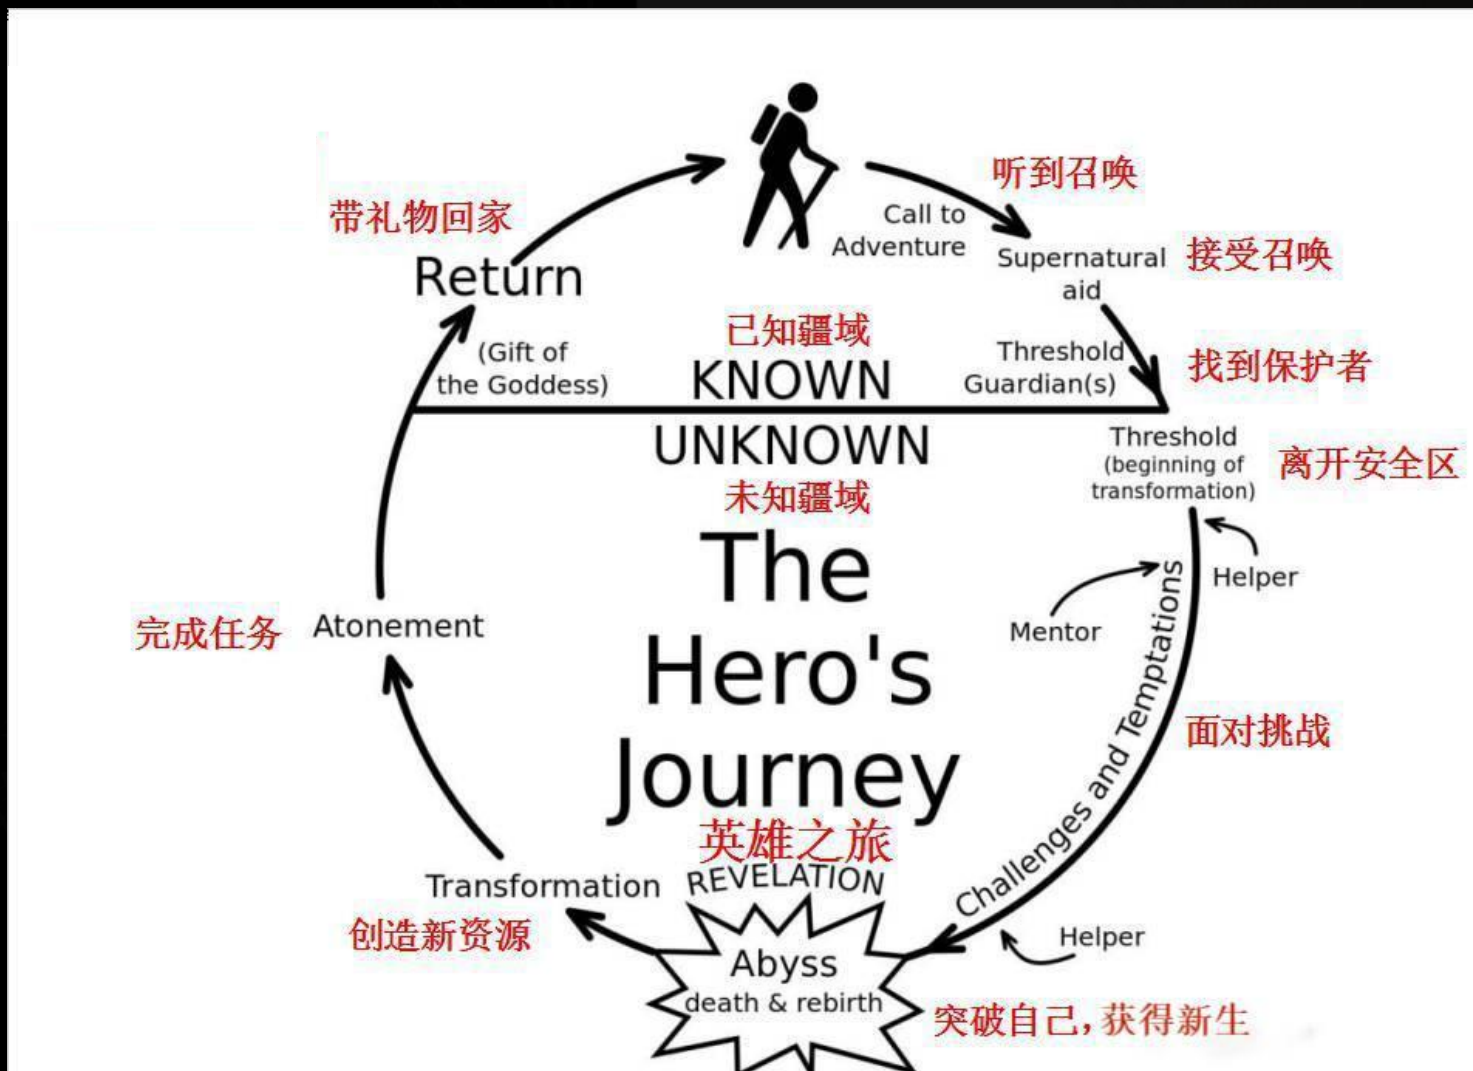 听到召唤
带礼物回家
Call to
Adventure
Return
Supernatural
aid
接受召唤
已知疆域
(Gift of
the Goddess)
KNOWN
Threshold
Guardian(s)
找到保护者
UNKNOWN
未知疆域
Threshold
(beginning of
transformation)
离开安全区
The
Hero's
Journey
英雄之旅
Helper
Mentor
Challenges and Temptations
面对挑战
完成任务
Atonement
Transformation
创造新资源
REVELATION
Abyss
death & rebirth
Helper
突破自己，获得新生